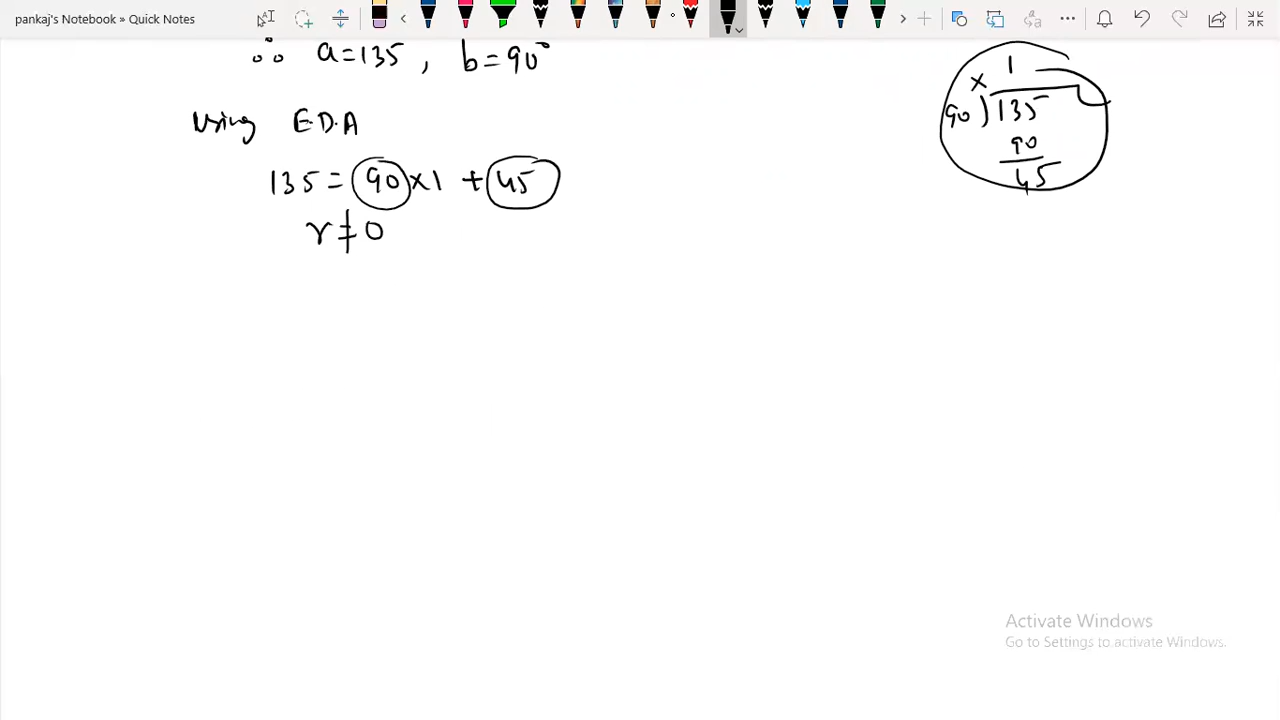 pankaj's Notebook » Quick Notes
∴ a=135 , b=90°
1
×
90)135
90
45
Using E.D.A
135 = 90×1 + 45
r≠0
Activate Windows
Go to Settings to activate Windows.